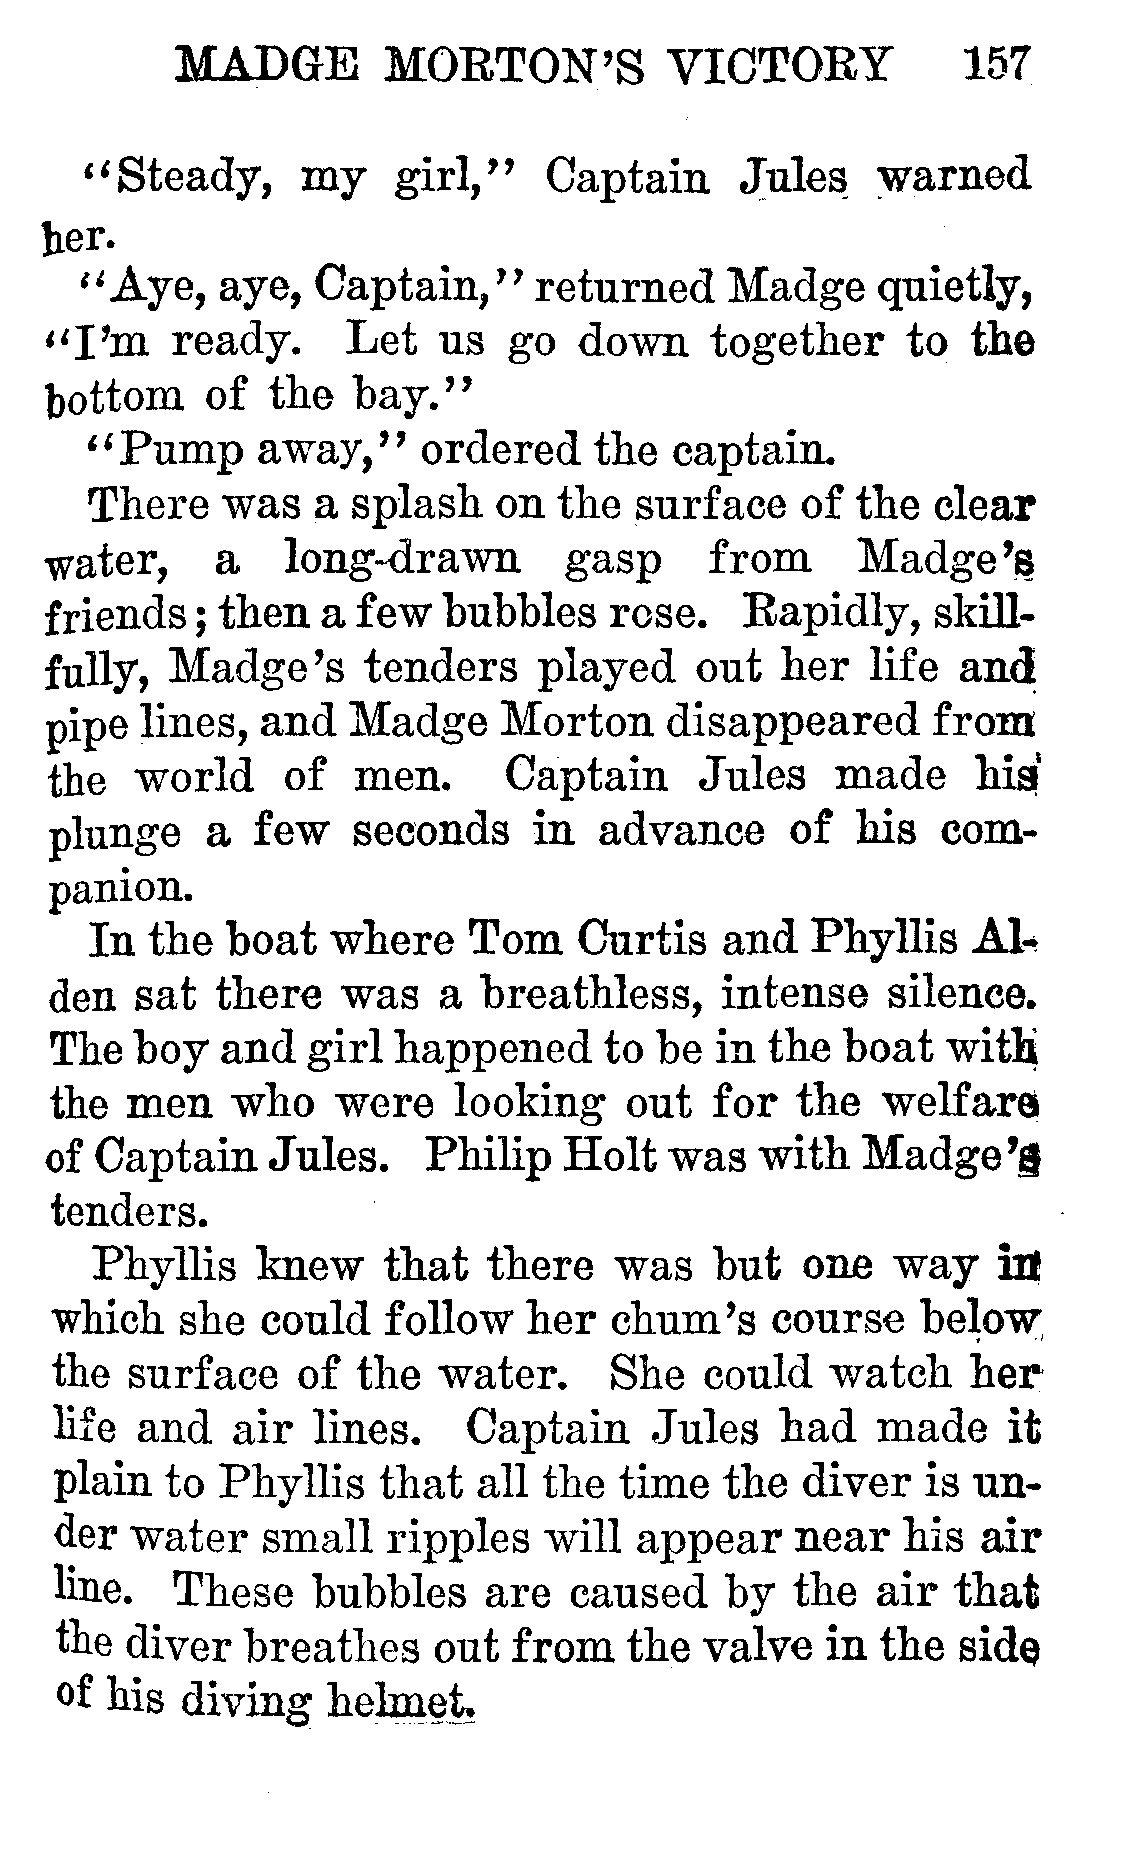 MADGE MORTON'S VICTORY 157
"Steady, my girl," Captain Jules warned
her.
"Aye, aye, Captain," returned Madge quietly,
"I'm ready. Let us go down together to the
bottom of the bay."
"Pump away," ordered the captain.
There was a splash on the surface of the clear
water, a long-drawn gasp from Madge's
friends; then a few bubbles rose. Rapidly, skill-
fully, Madge's tenders played out her life and
pipe lines, and Madge Morton disappeared from
the world of men. Captain Jules made his
plunge a few seconds in advance of his com-
panion.
In the boat where Tom Curtis and Phyllis Al-
den sat there was a breathless, intense silence.
The boy and girl happened to be in the boat with
the men who were looking out for the welfare
of Captain Jules. Philip Holt was with Madge's
tenders.
Phyllis knew that there was but one way in
which she could follow her chum's course below
the surface of the water. She could watch her
life and air lines. Captain Jules had made it
plain to Phyllis that all the time the diver is un-
der water small ripples will appear near his air
line. These bubbles are caused by the air that
the diver breathes out from the valve in the side
of his diving helmet.